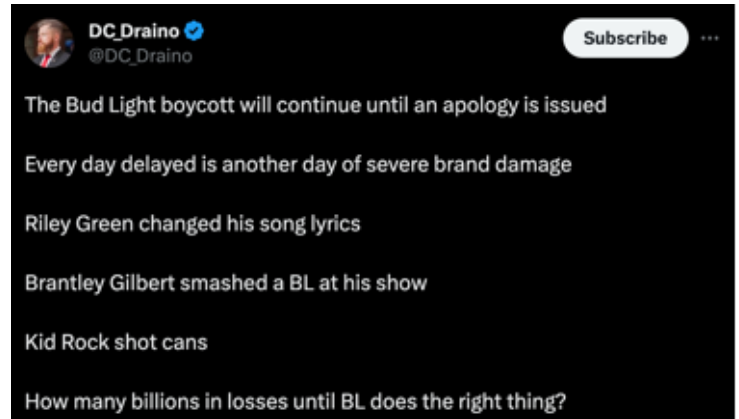 DC_Draino
@DC_Draino
Subscribe
The Bud Light boycott will continue until an apology is issued
Every day delayed is another day of severe brand damage
Riley Green changed his song lyrics
Brantley Gilbert smashed a BL at his show
Kid Rock shot cans
How many billions in losses until BL does the right thing?